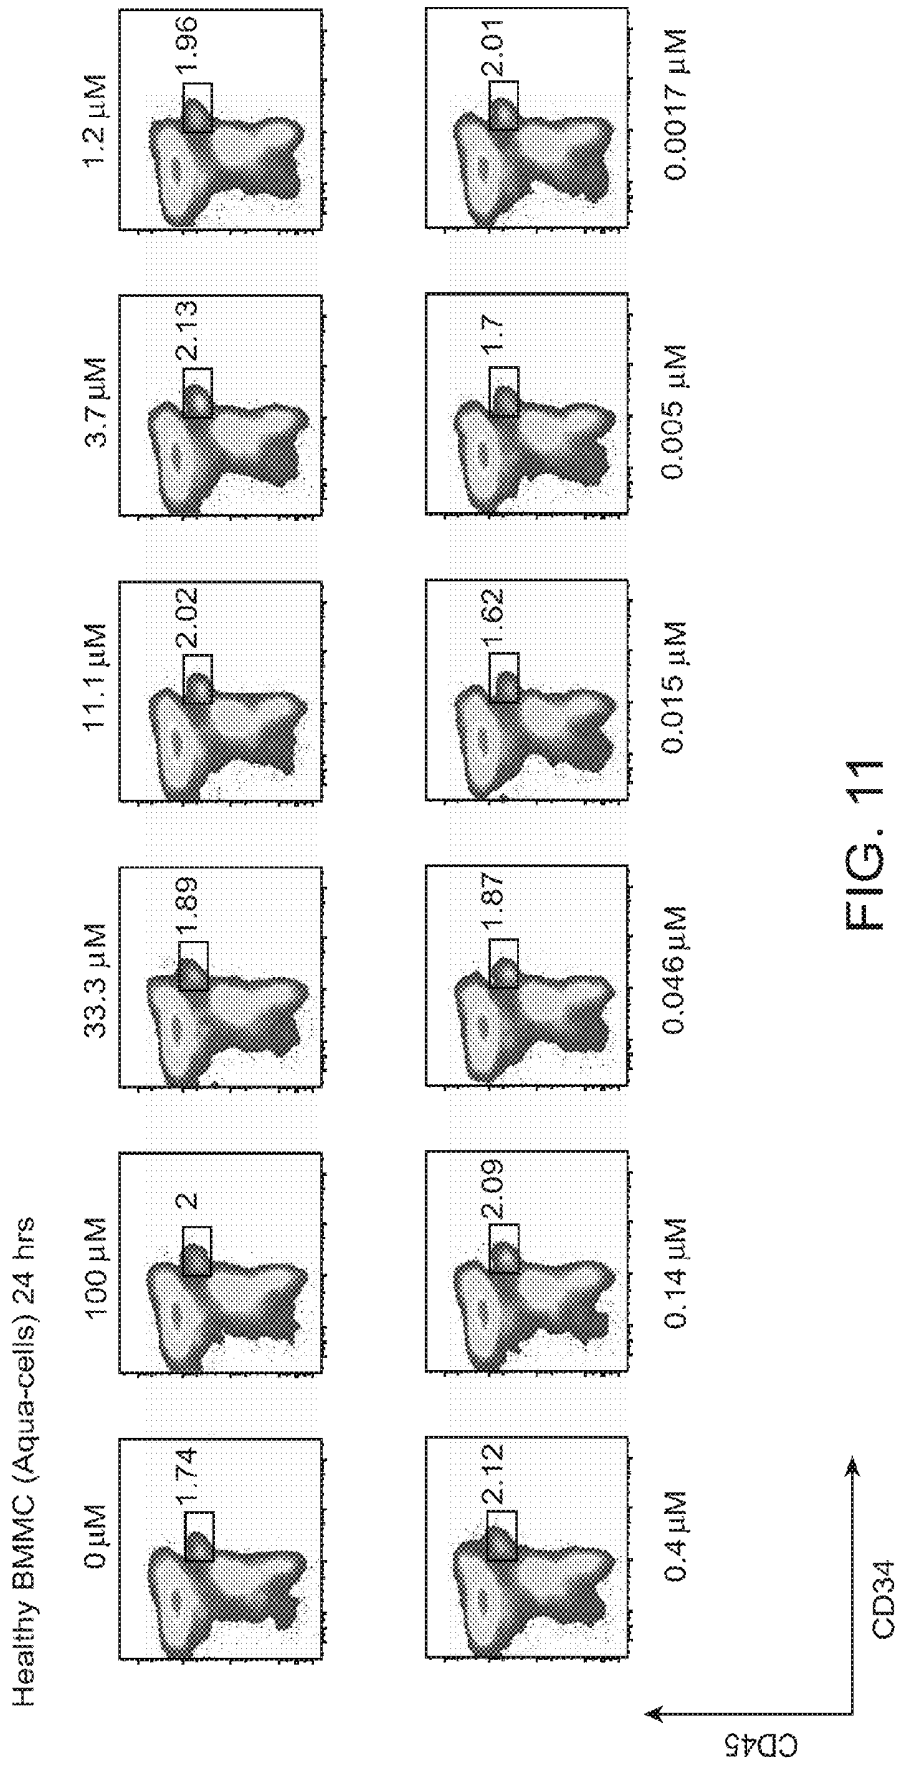 Healthy BMMC (Aqua-cells) 24 hrs
0 µM
100 µM
33.3 µM
11.1 µM
3.7 µM
1.2 µM
1.74
2
1.89
2.02
2.13
1.96
2.12
2.09
1.87
1.62
1.7
2.01
0.4 µM
0.14 µM
0.046 µM
0.015 µM
0.005 µM
0.0017 µM
CD45
CD34
FIG. 11